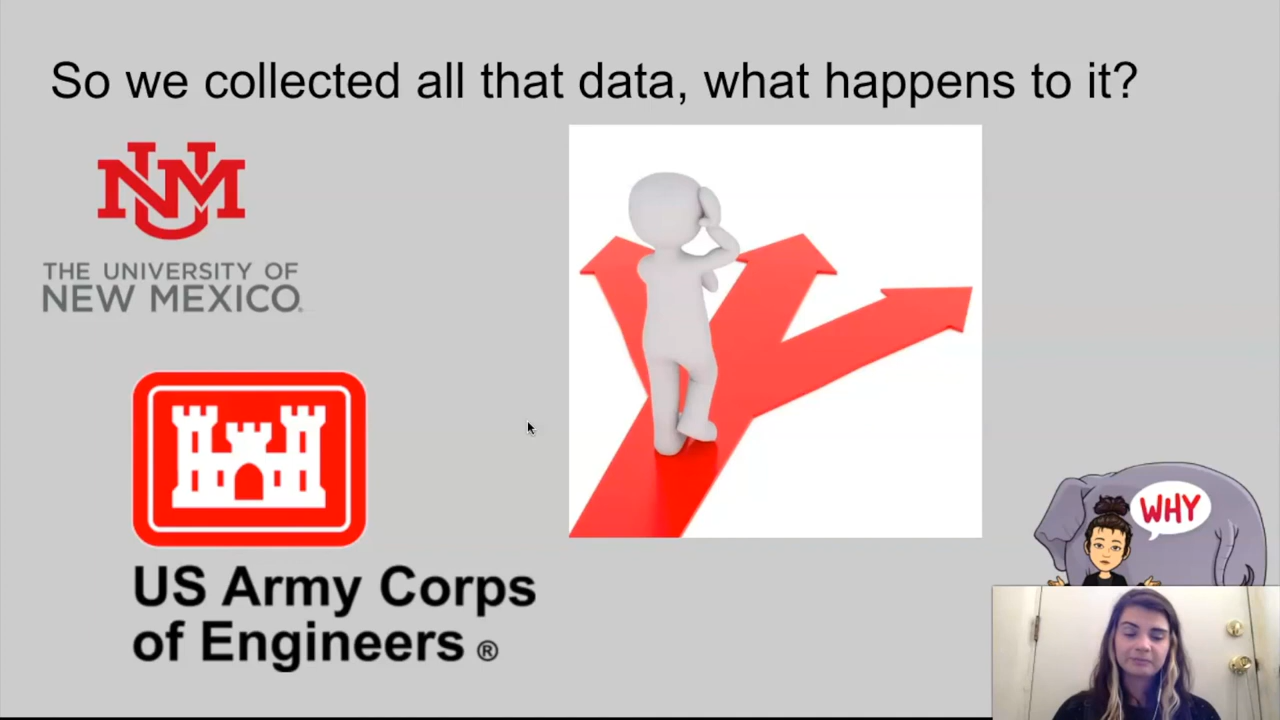 So we collected all that data, what happens to it?
UNM
THE UNIVERSITY OF
NEW MEXICO.
US Army Corps
of Engineers ®
WHY